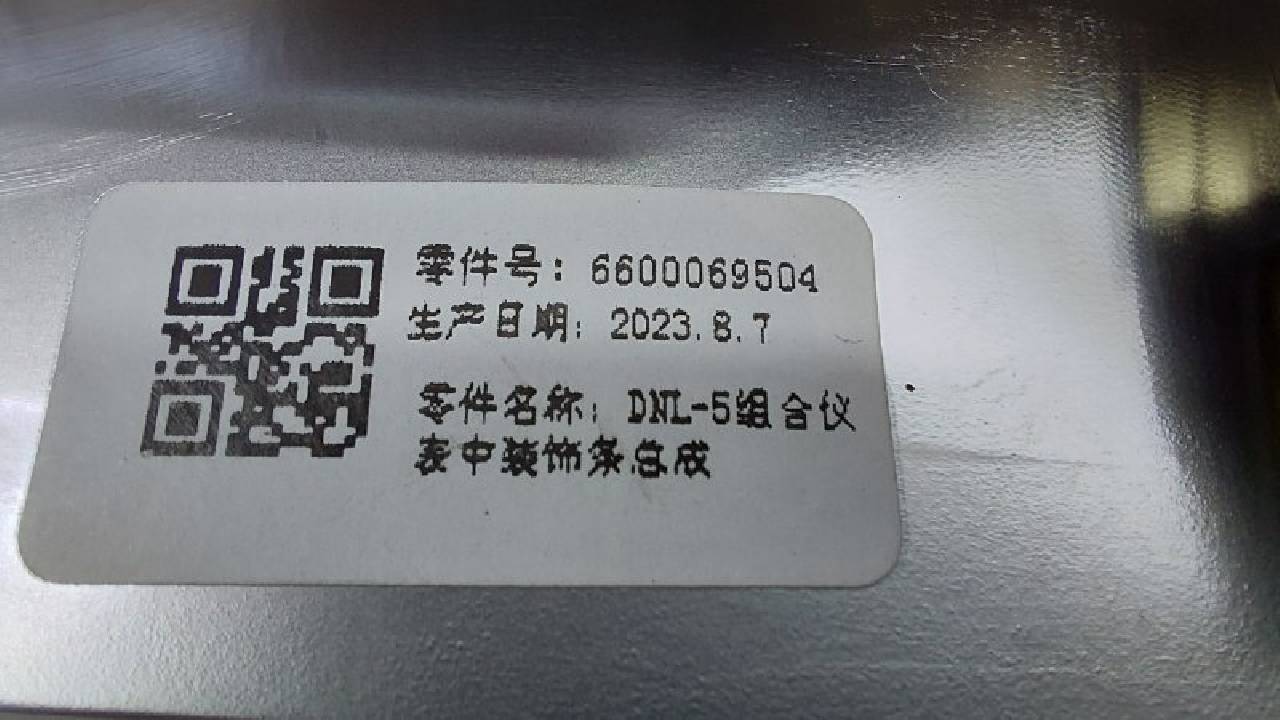 零件号：6600069504
生产日期：2023.8.7
零件名称：DNL-5组合仪
表中装饰条总成